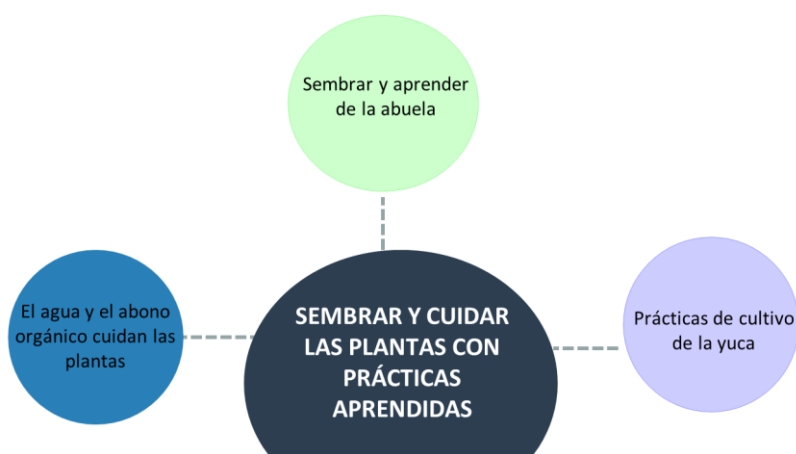 Sembrar y aprender
de la abuela
El agua y el abono
orgánico cuidan las
plantas
SEMBRAR Y CUIDAR
LAS PLANTAS CON
PRÁCTICAS
APRENDIDAS
Prácticas de cultivo
de la yuca